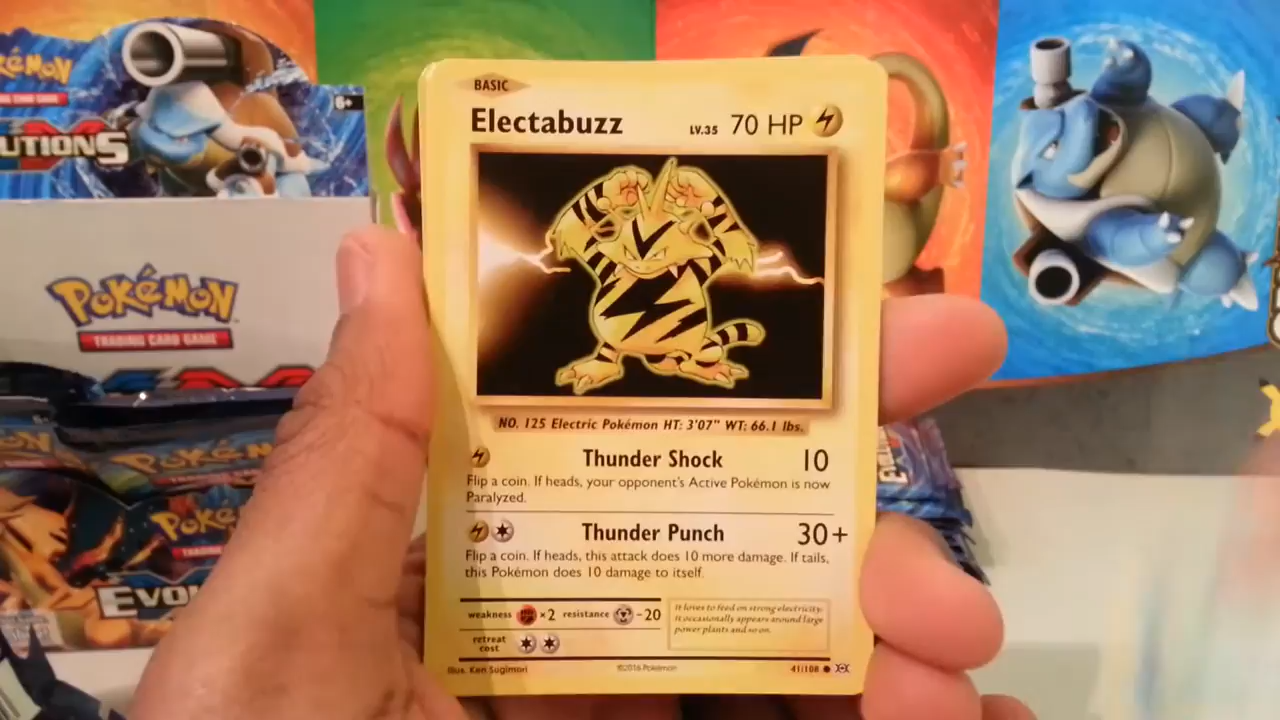 POKéMON
6+
UTIONS
POKéMON
TRADING CARD GAME
POKéMON
POKé
EVOL
BASIC
Electabuzz LV.35 70 HP
NO. 125 Electric Pokémon HT: 3'07" WT: 66.1 lbs.
Thunder Shock 10
Flip a coin. If heads, your opponent's Active Pokémon is now
Paralyzed.
Thunder Punch 30+
Flip a coin. If heads, this attack does 10 more damage. If tails,
this Pokémon does 10 damage to itself.
weakness ×2 resistance -20
It loves to feed on strong electricity.
It occasionally appears around large
power plants and so on.
retreat
cost
Illus. Ken Sugimori ©2016 Pokémon 41/108